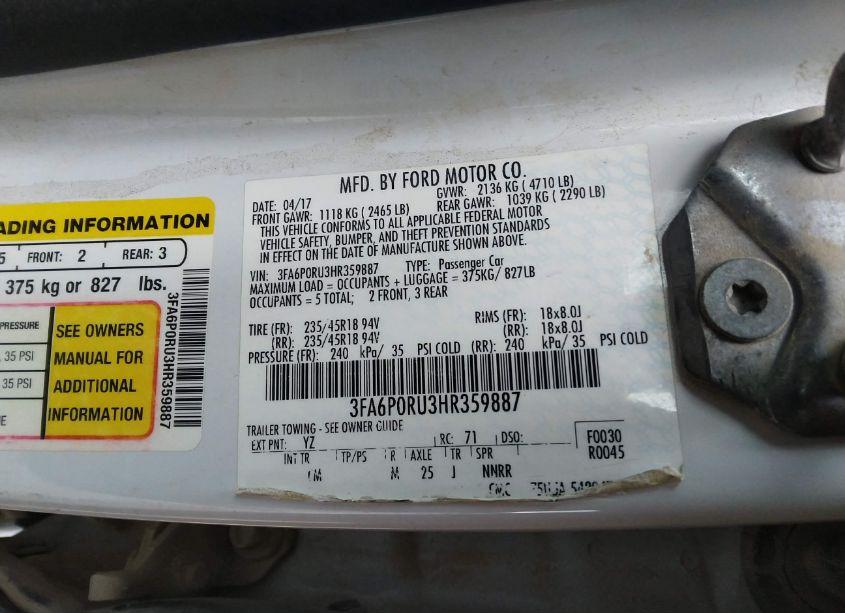 ADING INFORMATION
5 FRONT: 2 REAR: 3
375 kg or 827 lbs.
PRESSURE
35 PSI
35 PSI
SEE OWNERS
MANUAL FOR
ADDITIONAL
INFORMATION
3FA6P0RU3HR359887
MFD. BY FORD MOTOR CO.
DATE: 04/17 GVWR: 2136 KG ( 4710 LB)
FRONT GAWR: 1118 KG ( 2465 LB) REAR GAWR: 1039 KG ( 2290 LB)
THIS VEHICLE CONFORMS TO ALL APPLICABLE FEDERAL MOTOR
VEHICLE SAFETY, BUMPER, AND THEFT PREVENTION STANDARDS
IN EFFECT ON THE DATE OF MANUFACTURE SHOWN ABOVE.
VIN: 3FA6P0RU3HR359887 TYPE: Passenger Car
MAXIMUM LOAD = OCCUPANTS + LUGGAGE = 375KG/ 827LB
OCCUPANTS = 5 TOTAL; 2 FRONT, 3 REAR
TIRE (FR): 235/45R18 94V RIMS (FR): 18x8.0J
(RR): 235/45R18 94V (RR): 18x8.0J
PRESSURE (FR): 240 kPa/ 35 PSI COLD (RR): 240 kPa/ 35 PSI COLD
3FA6P0RU3HR359887
TRAILER TOWING - SEE OWNER GUIDE
EXT PNT: YZ RC: 71 DSO: F0030
R0045
INT TR TP/PS R AXLE TR SPR
M 25 J NNRR